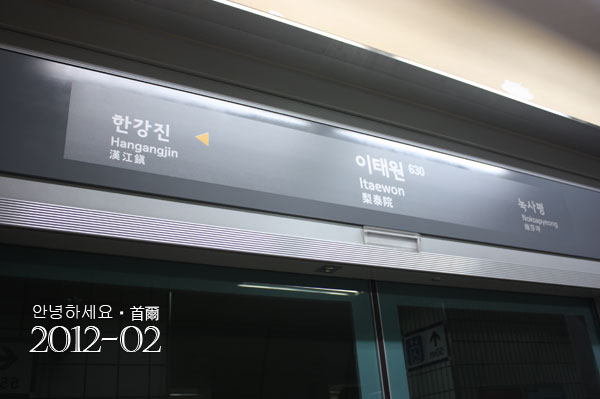 한강진
Hangangjin
漢江鎭
이태원 630
Itaewon
梨泰院
녹사평
Noksapyeong
안녕하세요·首爾
2012-02